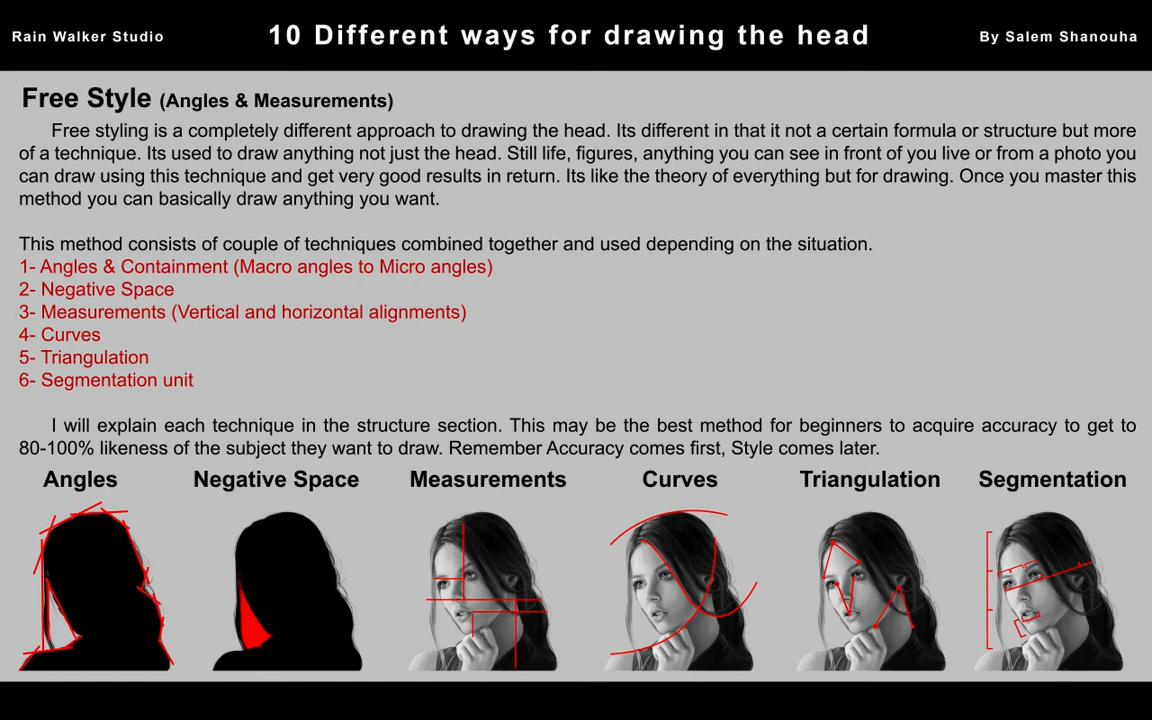 Rain Walker Studio
10 Different ways for drawing the head
By Salem Shanouha
Free Style (Angles & Measurements)
Free styling is a completely different approach to drawing the head. Its different in that it not a certain formula or structure but more
of a technique. Its used to draw anything not just the head. Still life, figures, anything you can see in front of you live or from a photo you
can draw using this technique and get very good results in return. Its like the theory of everything but for drawing. Once you master this
method you can basically draw anything you want.
This method consists of couple of techniques combined together and used depending on the situation.
1- Angles & Containment (Macro angles to Micro angles)
2- Negative Space
3- Measurements (Vertical and horizontal alignments)
4- Curves
5- Triangulation
6- Segmentation unit
I will explain each technique in the structure section. This may be the best method for beginners to acquire accuracy to get to
80-100% likeness of the subject they want to draw. Remember Accuracy comes first, Style comes later.
Angles
Negative Space
Measurements
Curves
Triangulation
Segmentation